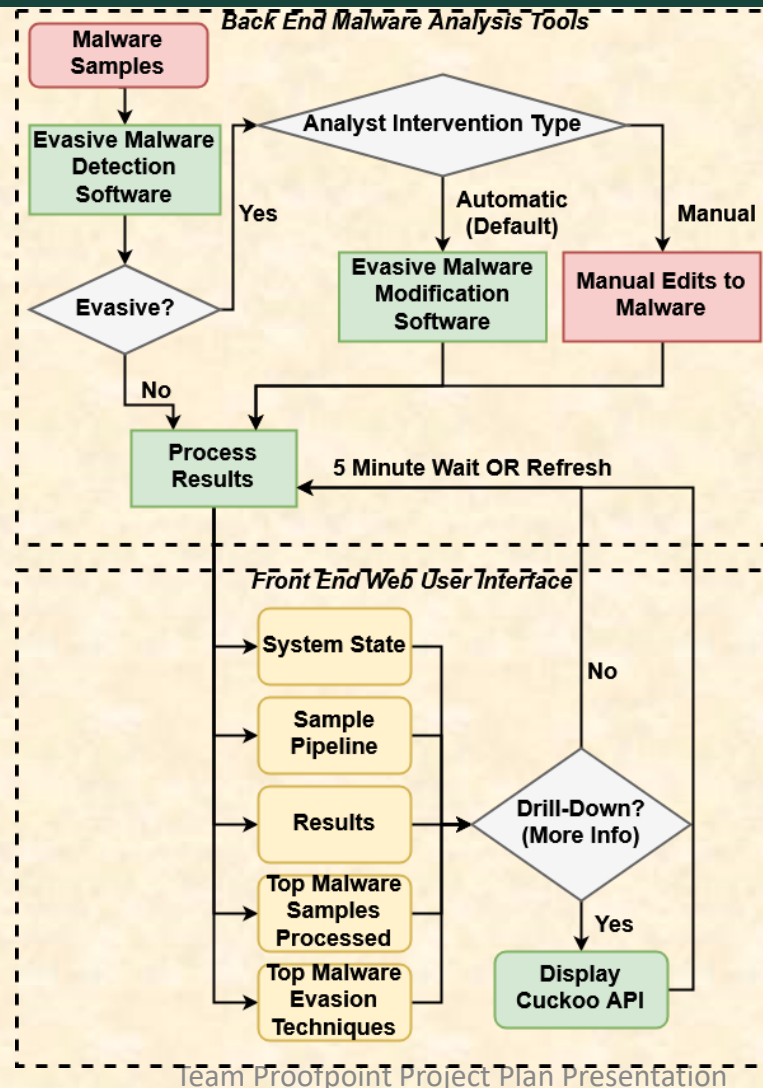 Back End Malware Analysis Tools
Malware
Samples
Analyst Intervention Type
Evasive Malware
Detection
Software
Yes
Automatic
(Default)
Manual
Evasive?
Evasive Malware
Modification
Software
Manual Edits to
Malware
No
Process
Results
5 Minute Wait OR Refresh
Front End Web User Interface
System State
No
Sample
Pipeline
Results
Drill-Down?
(More Info)
Top Malware
Samples
Processed
Yes
Top Malware
Evasion
Techniques
Display
Cuckoo API
Team Proofpoint Project Plan Presentation